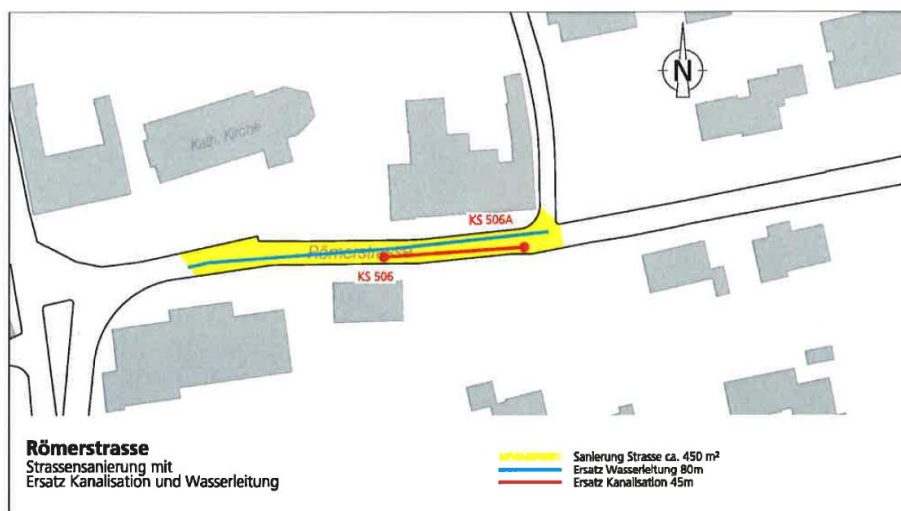 N
Kath. Kirche
KS 506A
Römerstrasse
KS 506
Römerstrasse
Strassensanierung mit
Ersatz Kanalisation und Wasserleitung
Sanierung Strasse ca. 450 m²
Ersatz Wasserleitung 80m
Ersatz Kanalisation 45m